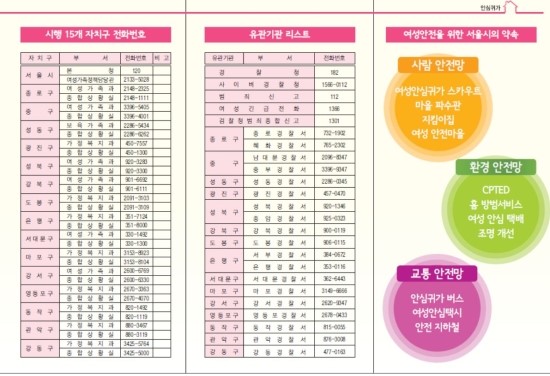 안심귀가
시행 15개 자치구 전화번호
자 치 구 부 서 전화번호 비 고
서 울 시 본 청 120
여성가족정책담당관 2133-5028
종 로 구 여 성 가 족 과 2148-2325
종 합 상 황 실 2148-1111
중 구 여 성 가 족 과 3396-5405
종 합 상 황 실 3396-4001
성 동 구 보 육 가 족 과 2286-5434
종 합 상 황 실 2286-6262
광 진 구 가 정 복 지 과 450-7557
종 합 상 황 실 450-1300
성 북 구 여 성 가 족 과 920-3283
종 합 상 황 실 920-3300
강 북 구 여 성 가 족 과 901-6692
종 합 상 황 실 901-6111
도 봉 구 가 정 복 지 과 2091-3103
종 합 상 황 실 2091-3109
은 평 구 가 정 복 지 과 351-7124
종 합 상 황 실 351-8000
서 대 문 구 여 성 가 족 과 330-1492
종 합 상 황 실 330-1300
마 포 구 가 정 복 지 과 3153-8923
종 합 상 황 실 3153-8104
강 서 구 여 성 가 족 과 2600-6769
종 합 상 황 실 2600-6330
영 등 포 구 가 정 복 지 과 2670-3363
종 합 상 황 실 2670-4070
동 작 구 가 정 복 지 과 820-1492
종 합 상 황 실 820-1119
관 악 구 가 정 복 지 과 880-3467
종 합 상 황 실 880-3119
강 동 구 가 정 복 지 과 3425-5764
종 합 상 황 실 3425-5000
유관기관 리스트
유관기관 부 서 전화번호
경 찰 청 182
사 이 버 경 찰 청 1566-0112
범 죄 신 고 112
여 성 긴 급 전 화 1366
검 찰 청 범 죄 종 합 신 고 1301
종 로 구 종 로 경 찰 서 732-1902
혜 화 경 찰 서 765-2302
중 구 남 대 문 경 찰 서 2096-8347
중 부 경 찰 서 3396-9347
성 동 구 성 동 경 찰 서 2286-0345
광 진 구 광 진 경 찰 서 457-0470
성 북 구 성 북 경 찰 서 920-1346
종 암 경 찰 서 925-0323
강 북 구 강 북 경 찰 서 900-0119
도 봉 구 도 봉 경 찰 서 906-0115
은 평 구 서 부 경 찰 서 384-0672
은 평 경 찰 서 353-0116
서 대 문 구 서 대 문 경 찰 서 362-6443
마 포 구 마 포 경 찰 서 3149-6666
강 서 구 강 서 경 찰 서 2620-9347
영 등 포 구 영 등 포 경 찰 서 2678-0433
동 작 구 동 작 경 찰 서 815-0055
관 악 구 관 악 경 찰 서 876-3008
강 동 구 강 동 경 찰 서 477-0163
여성안전을 위한 서울시의 약속
사람 안전망
여성안심귀가 스카우트
마을 파수관
지킴이집
여성 안전마을
환경 안전망
CPTED
홈 방범서비스
여성 안심 택배
조명 개선
교통 안전망
안심귀가 버스
여성안심택시
안전 지하철